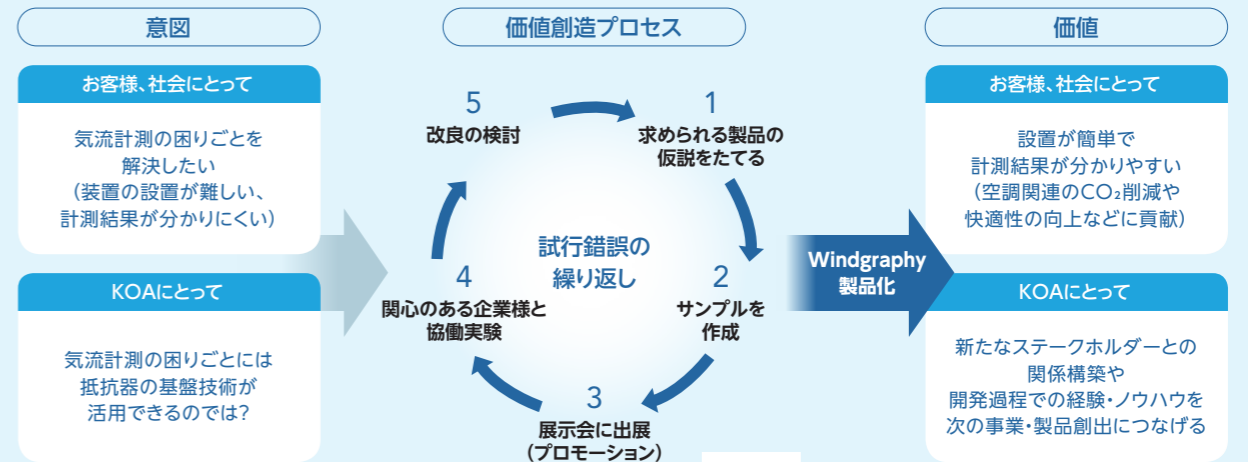 意図
お客様、社会にとって
気流計測の困りごとを
解決したい
(装置の設置が難しい、
計測結果が分かりにくい)
KOAにとって
気流計測の困りごとには
抵抗器の基盤技術が
活用できるのでは?
価値創造プロセス
1
求められる製品の
仮説をたてる
2
サンプルを
作成
3
展示会に出展
(プロモーション)
4
関心のある企業様と
協働実験
5
改良の検討
試行錯誤の
繰り返し
Windgraphy
製品化
価値
お客様、社会にとって
設置が簡単で
計測結果が分かりやすい
(空調関連のCO₂削減や
快適性の向上などに貢献)
KOAにとって
新たなステークホルダーとの
関係構築や
開発過程での経験・ノウハウを
次の事業・製品創出につなげる